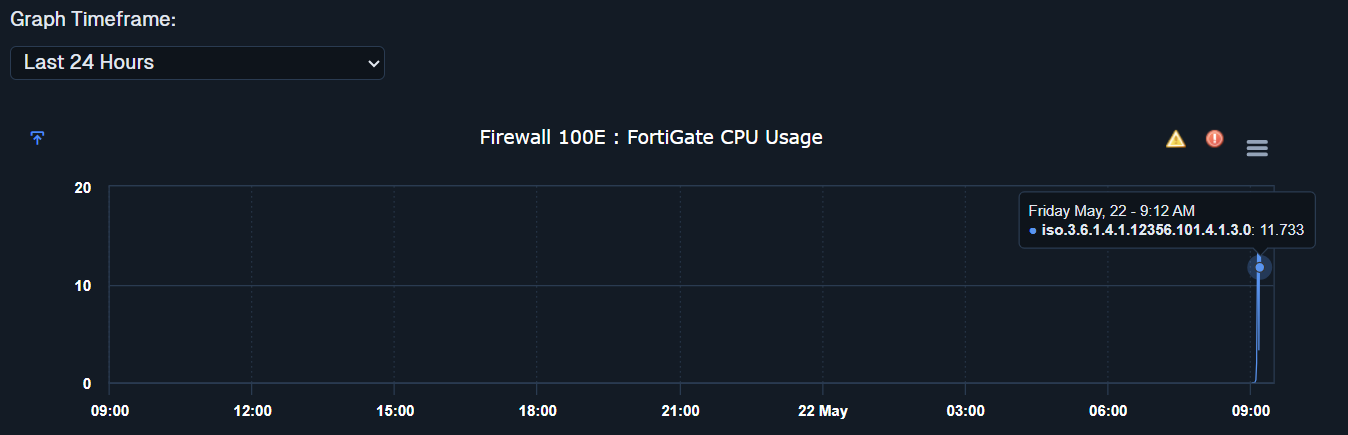 Graph Timeframe:
Last 24 Hours
Firewall 100E : FortiGate CPU Usage
20
Friday May, 22 - 9:12 AM
● iso.3.6.1.4.1.12356.101.4.1.3.0: 11.733
10
0
09:00 12:00 15:00 18:00 21:00 22 May 03:00 06:00 09:00